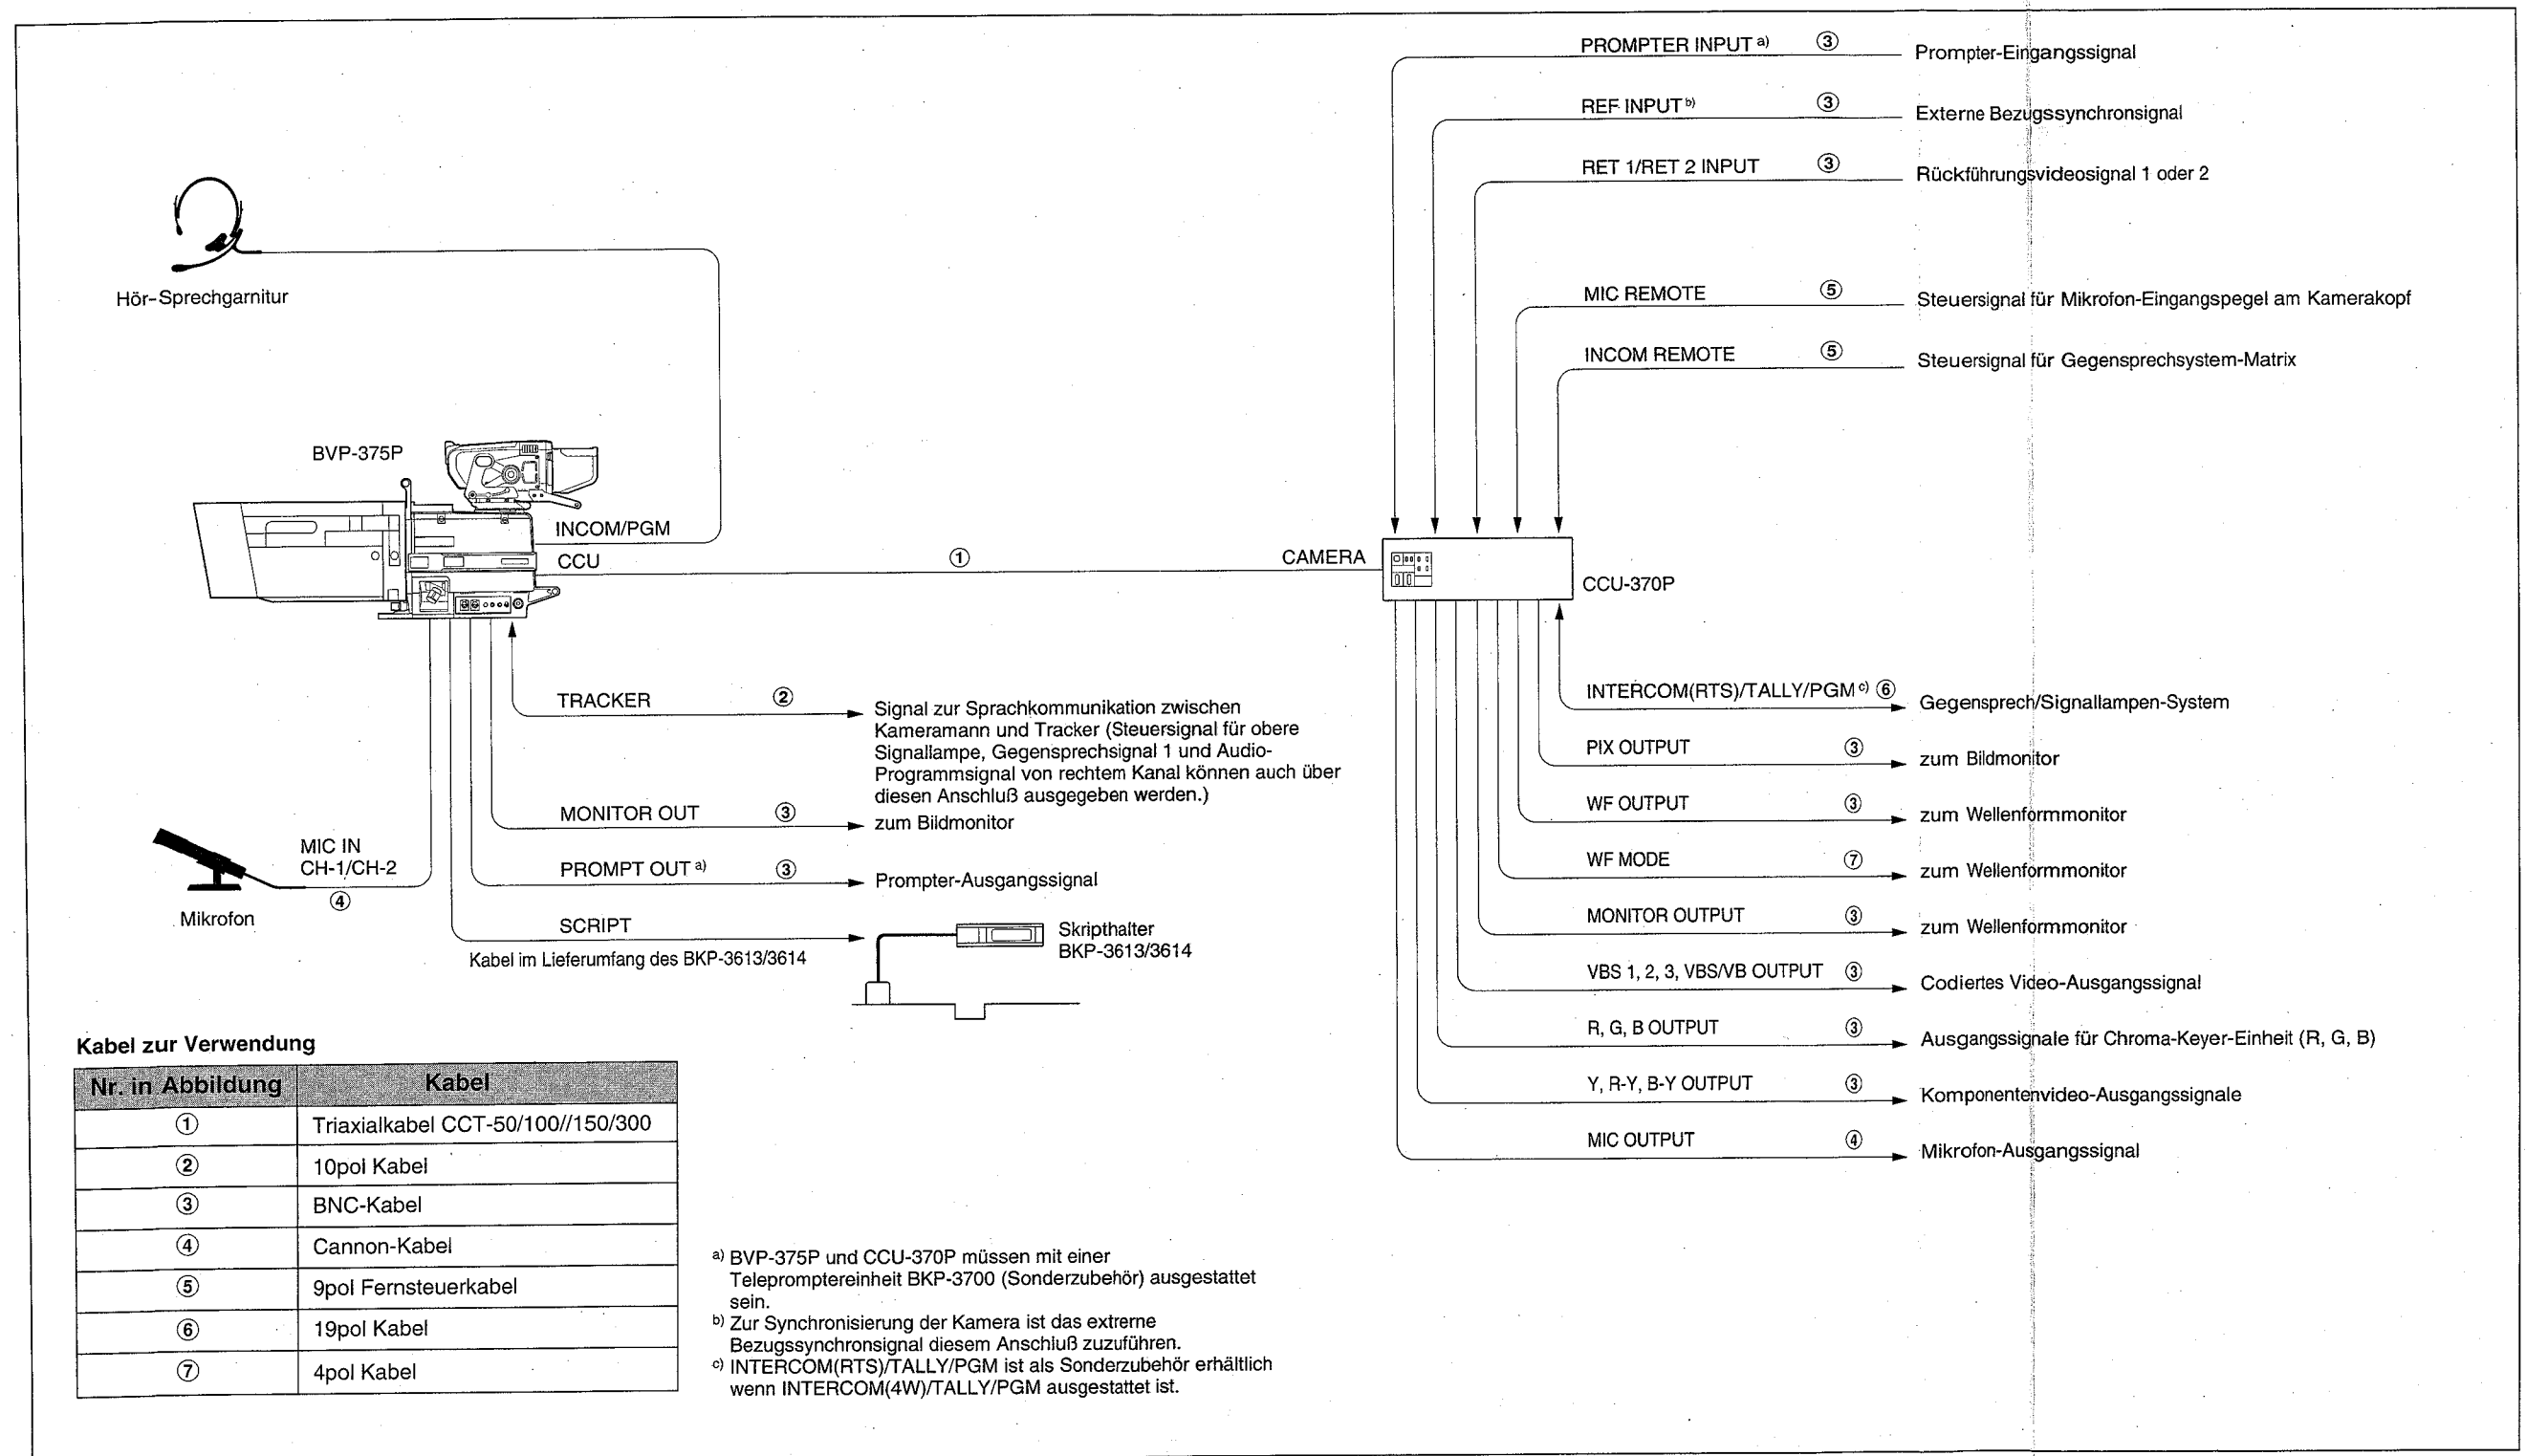 PROMPTER INPUT a) ③ Prompter-Eingangssignal
REF INPUT b) ③ Externe Bezugssynchronsignal
RET 1/RET 2 INPUT ③ Rückführungsvideosignal 1 oder 2
MIC REMOTE ⑤ Steuersignal für Mikrofon-Eingangspegel am Kamerakopf
INCOM REMOTE ⑤ Steuersignal für Gegensprechsystem-Matrix
Hör-Sprechgarnitur
BVP-375P
INCOM/PGM
CCU ① CAMERA
CCU-370P
TRACKER ②
Signal zur Sprachkommunikation zwischen
Kameramann und Tracker (Steuersignal für obere
Signallampe, Gegensprechsignal 1 und Audio-
Programmsignal von rechtem Kanal können auch über
diesen Anschluß ausgegeben werden.)
MONITOR OUT ③ zum Bildmonitor
PROMPT OUT a) ③ Prompter-Ausgangssignal
SCRIPT
Kabel im Lieferumfang des BKP-3613/3614
Skripthalter
BKP-3613/3614
MIC IN
CH-1/CH-2
④
Mikrofon
INTERCOM(RTS)/TALLY/PGM c) ⑥ Gegensprech/Signallampen-System
PIX OUTPUT ③ zum Bildmonitor
WF OUTPUT ③ zum Wellenformmonitor
WF MODE ⑦ zum Wellenformmonitor
MONITOR OUTPUT ③ zum Wellenformmonitor
VBS 1, 2, 3, VBS/VB OUTPUT ③ Codiertes Video-Ausgangssignal
R, G, B OUTPUT ③ Ausgangssignale für Chroma-Keyer-Einheit (R, G, B)
Y, R-Y, B-Y OUTPUT ③ Komponentenvideo-Ausgangssignale
MIC OUTPUT ④ Mikrofon-Ausgangssignal
Kabel zur Verwendung
Nr. in Abbildung Kabel
① Triaxialkabel CCT-50/100//150/300
② 10pol Kabel
③ BNC-Kabel
④ Cannon-Kabel
⑤ 9pol Fernsteuerkabel
⑥ 19pol Kabel
⑦ 4pol Kabel
a) BVP-375P und CCU-370P müssen mit einer
Telepromptereinheit BKP-3700 (Sonderzubehör) ausgestattet
sein.
b) Zur Synchronisierung der Kamera ist das extrerne
Bezugssynchronsignal diesem Anschluß zuzuführen.
c) INTERCOM(RTS)/TALLY/PGM ist als Sonderzubehör erhältlich
wenn INTERCOM(4W)/TALLY/PGM ausgestattet ist.